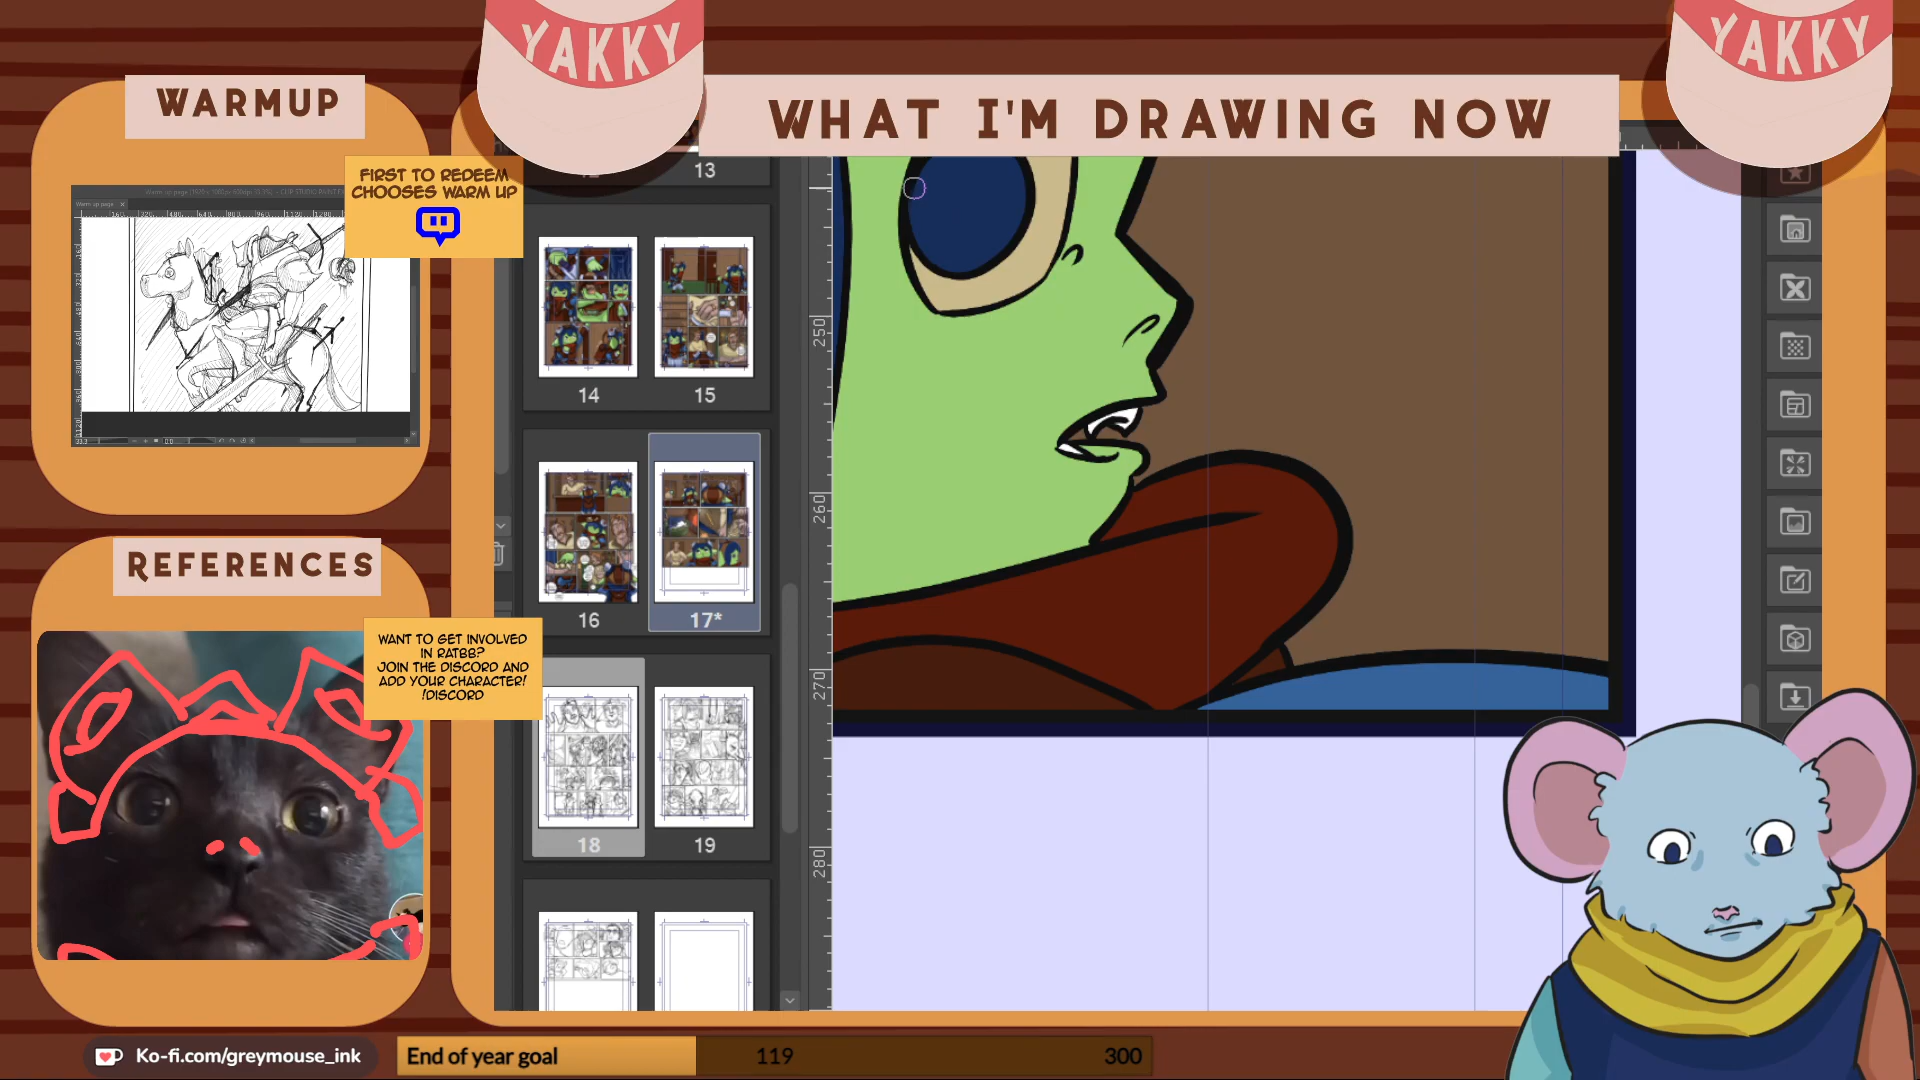 YAKKY
YAKKY
WARMUP
WHAT I'M DRAWING NOW
FIRST TO REDEEM
CHOOSES WARM UP
13
14
15
16
17*
18
19
250
260
270
280
REFERENCES
WANT TO GET INVOLVED
IN RATBB?
JOIN THE DISCORD AND
ADD YOUR CHARACTER!
!DISCORD
Ko-fi.com/greymouse_ink
End of year goal
119
300